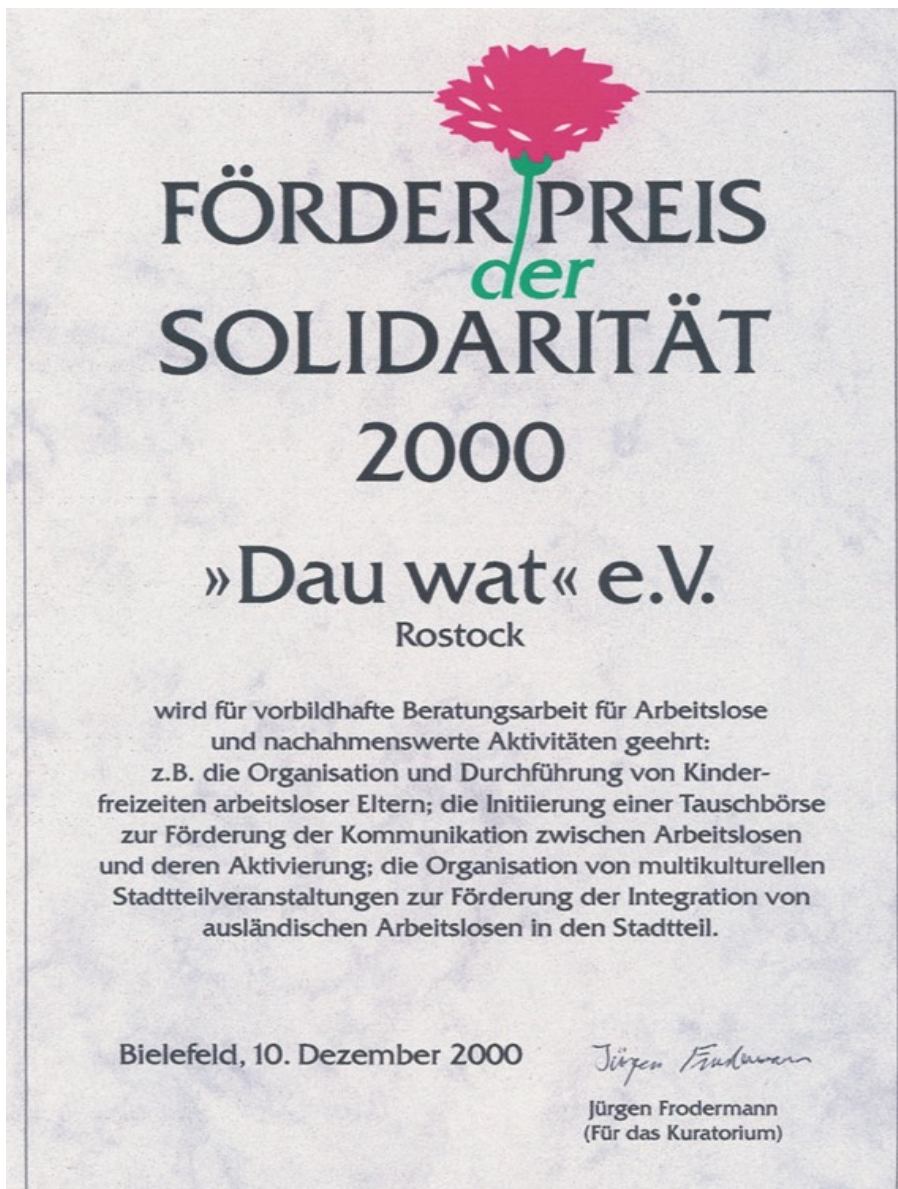 FÖRDER PREIS
der
SOLIDARITÄT
2000
»Dau wat« e.V.
Rostock
wird für vorbildhafte Beratungsarbeit für Arbeitslose
und nachahmenswerte Aktivitäten geehrt:
z.B. die Organisation und Durchführung von Kinder-
freizeiten arbeitsloser Eltern; die Initiierung einer Tauschbörse
zur Förderung der Kommunikation zwischen Arbeitslosen
und deren Aktivierung; die Organisation von multikulturellen
Stadtteilveranstaltungen zur Förderung der Integration von
ausländischen Arbeitslosen in den Stadtteil.
Bielefeld, 10. Dezember 2000
Jürgen Frodermann
Jürgen Frodermann
(Für das Kuratorium)